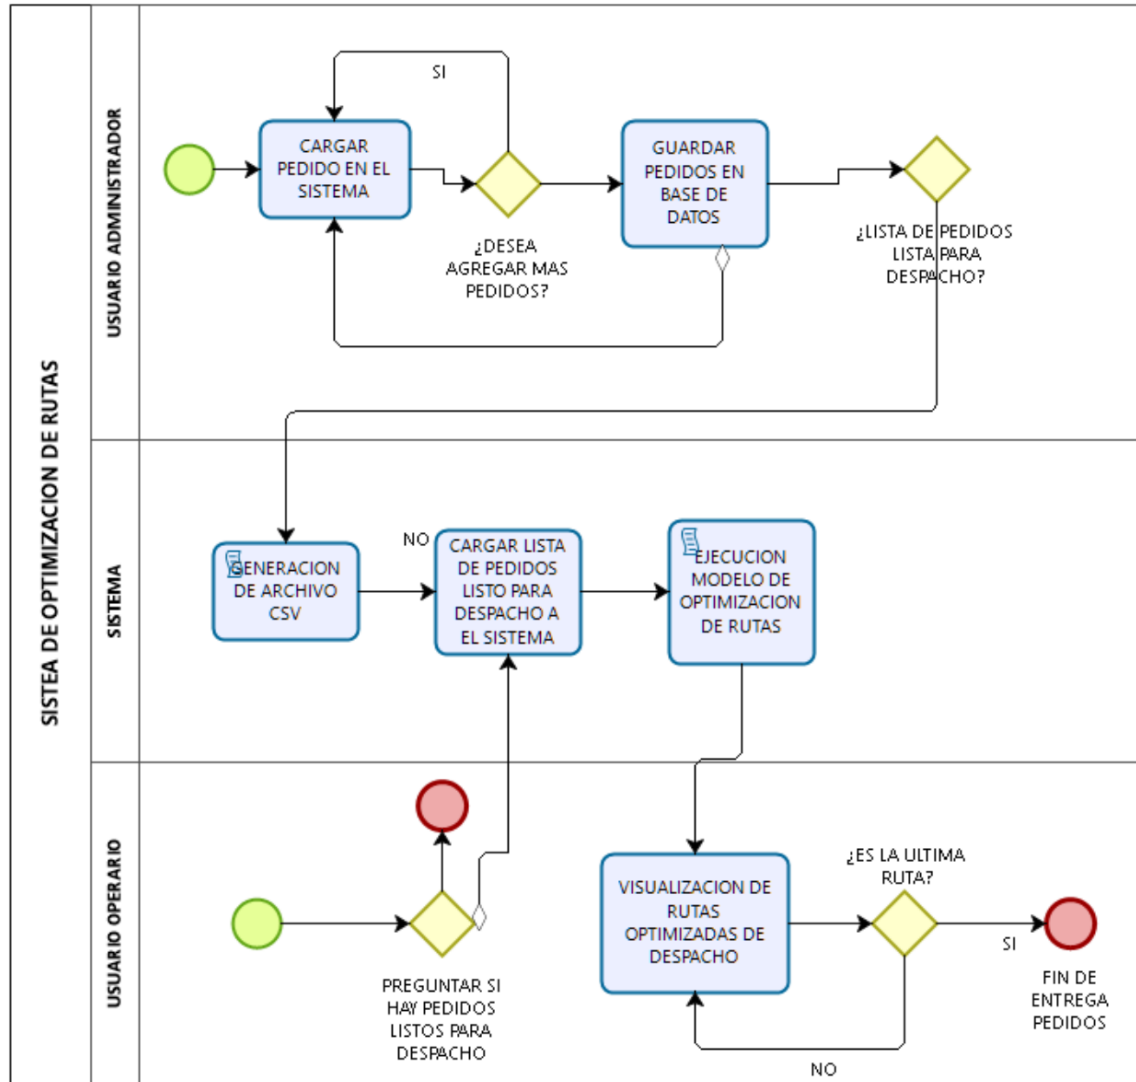 SISTEA DE OPTIMIZACION DE RUTAS
USUARIO ADMINISTRADOR
SI
CARGAR
PEDIDO EN EL
SISTEMA
¿DESEA
AGREGAR MAS
PEDIDOS?
GUARDAR
PEDIDOS EN
BASE DE
DATOS
¿LISTA DE PEDIDOS
LISTA PARA
DESPACHO?
SISTEMA
GENERACION
DE ARCHIVO
CSV
NO
CARGAR LISTA
DE PEDIDOS
LISTO PARA
DESPACHO A
EL SISTEMA
EJECUCION
MODELO DE
OPTIMIZACION
DE RUTAS
USUARIO OPERARIO
PREGUNTAR SI
HAY PEDIDOS
LISTOS PARA
DESPACHO
VISUALIZACION DE
RUTAS
OPTIMIZADAS DE
DESPACHO
¿ES LA ULTIMA
RUTA?
SI
NO
FIN DE
ENTREGA
PEDIDOS